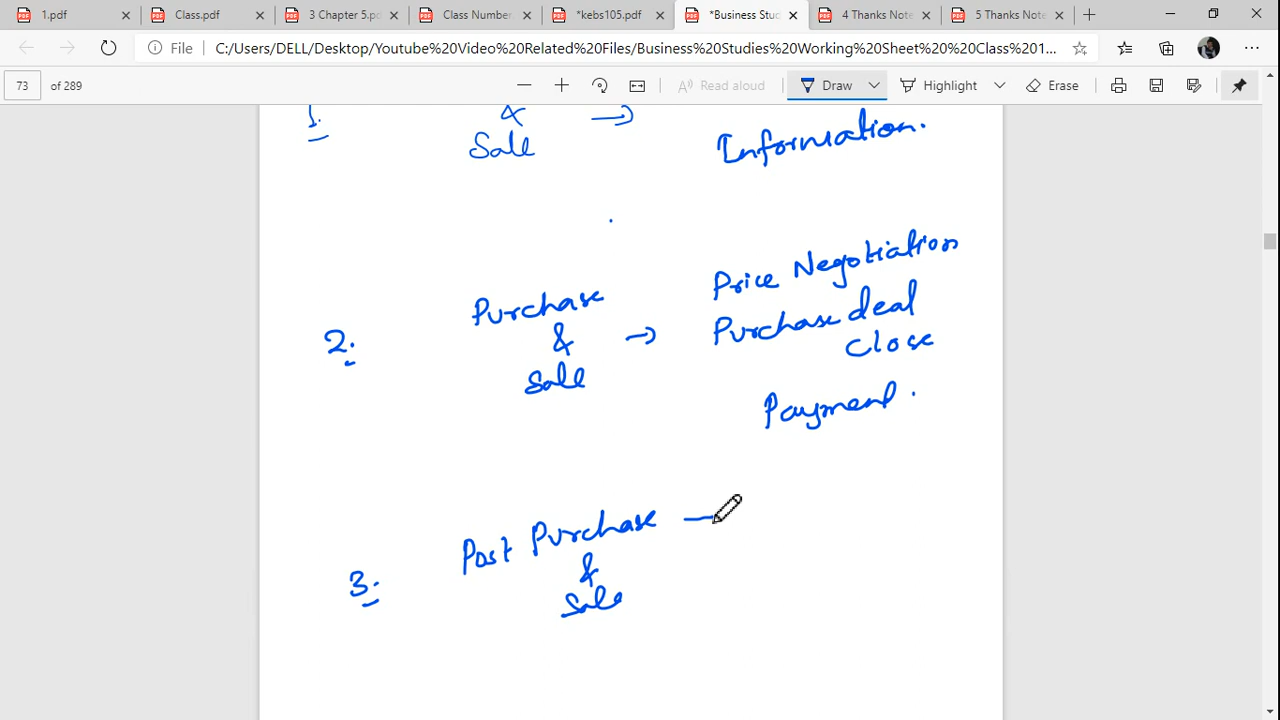 1.pdf
Class.pdf
3 Chapter 5.p
Class Number
*kebs105.pdf
*Business Stu
4 Thanks Note
5 Thanks Note
File C:/Users/DELL/Desktop/Youtube%20Video%20Related%20Files/Business%20Studies%20Working%20Sheet%20%20Class%201...
73 of 289
Read aloud
Draw
Highlight
Erase
1.
&
Sale
→
Information.
2.
Purchase
&
Sale
→
Price Negotiation
Purchase deal
Close
Payment.
3.
Post Purchase
&
Sale